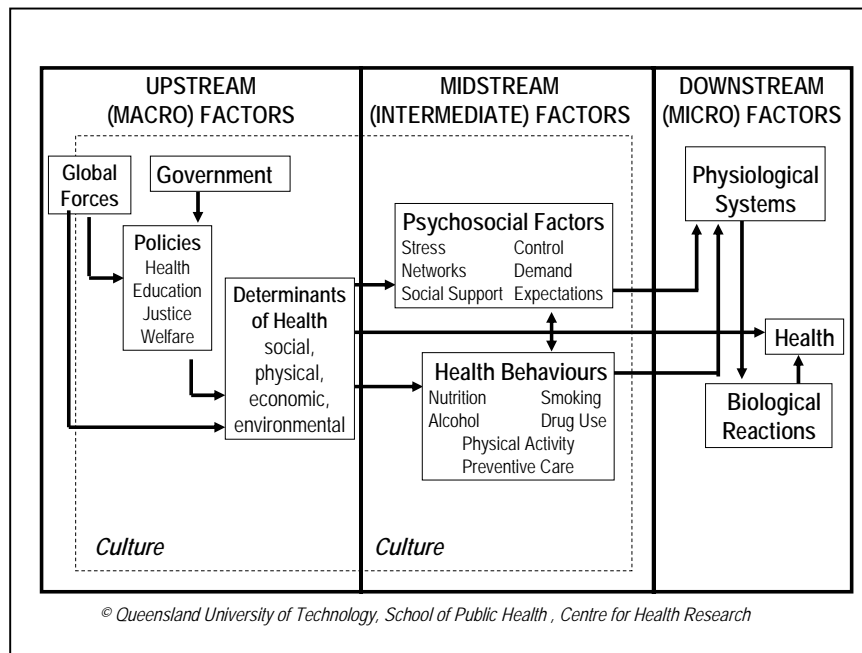 UPSTREAM
(MACRO) FACTORS
MIDSTREAM
(INTERMEDIATE) FACTORS
DOWNSTREAM
(MICRO) FACTORS
Global
Forces
Government
Policies
Health
Education
Justice
Welfare
Determinants
of Health
social,
physical,
economic,
environmental
Culture
Psychosocial Factors
Stress Control
Networks Demand
Social Support Expectations
Health Behaviours
Nutrition Smoking
Alcohol Drug Use
Physical Activity
Preventive Care
Culture
Physiological
Systems
Health
Biological
Reactions
© Queensland University of Technology, School of Public Health , Centre for Health Research